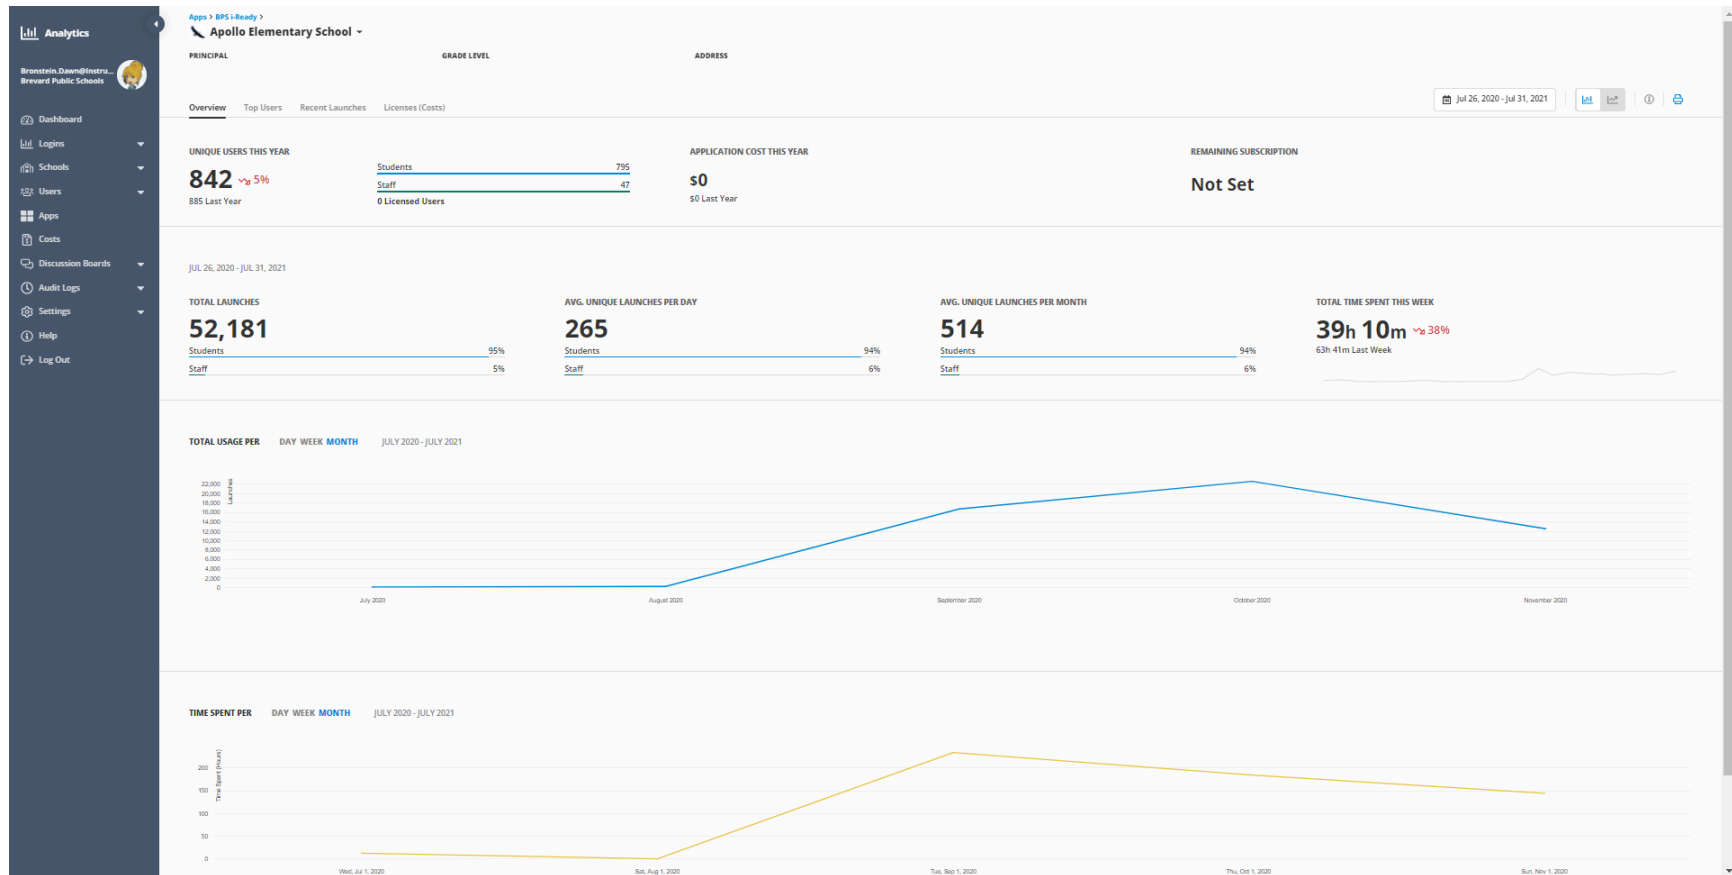 Analytics
Bronstein.Dawn@Instru...
Brevard Public Schools
Dashboard
Logins
Schools
Users
Apps
Costs
Discussion Boards
Audit Logs
Settings
Help
Log Out
Apps > BPS i-Ready >
Apollo Elementary School
PRINCIPAL GRADE LEVEL ADDRESS
Overview Top Users Recent Launches Licenses (Costs)
Jul 26, 2020 - Jul 31, 2021
UNIQUE USERS THIS YEAR
842 5%
885 Last Year
Students 795
Staff 47
0 Licensed Users
APPLICATION COST THIS YEAR
$0
$0 Last Year
REMAINING SUBSCRIPTION
Not Set
JUL 26, 2020 - JUL 31, 2021
TOTAL LAUNCHES
52,181
Students 95%
Staff 5%
AVG. UNIQUE LAUNCHES PER DAY
265
Students 94%
Staff 6%
AVG. UNIQUE LAUNCHES PER MONTH
514
Students 94%
Staff 6%
TOTAL TIME SPENT THIS WEEK
39h 10m 38%
63h 41m Last Week
TOTAL USAGE PER DAY WEEK MONTH JULY 2020 - JULY 2021
Launches
22,000
20,000
18,000
16,000
14,000
12,000
10,000
8,000
6,000
4,000
2,000
0
July 2020 August 2020 September 2020 October 2020 November 2020
TIME SPENT PER DAY WEEK MONTH JULY 2020 - JULY 2021
Time Spent (Hours)
200
150
100
50
0
Wed, Jul 1, 2020 Sat, Aug 1, 2020 Tue, Sep 1, 2020 Thu, Oct 1, 2020 Sun, Nov 1, 2020